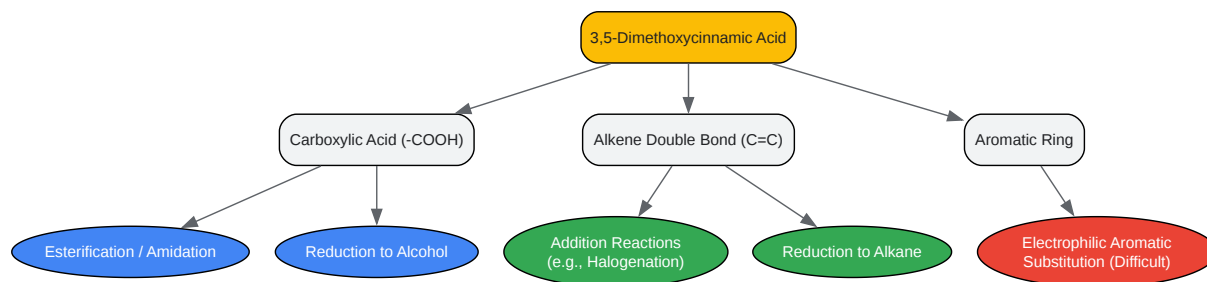 3,5-Dimethoxycinnamic Acid
Carboxylic Acid (-COOH)
Alkene Double Bond (C=C)
Aromatic Ring
Esterification / Amidation
Reduction to Alcohol
Addition Reactions
(e.g., Halogenation)
Reduction to Alkane
Electrophilic Aromatic
Substitution (Difficult)